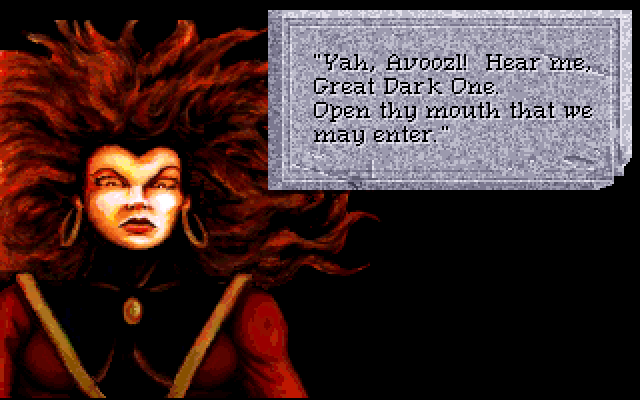 "Yah, Avoozl!  Hear me,
Great Dark One.
Open thy mouth that we
may enter."